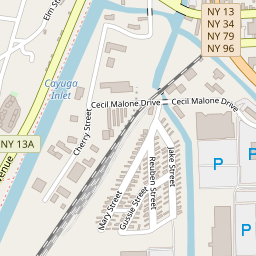 Elm St
NY 13
NY 34
NY 79
NY 96
Cayuga
Inlet
Cecil Malone Drive
Cecil Malone Drive
NY 13A
Cherry Street
Jake Street
Reuben Street
Mary Street
Gussie Street
P
P
P
P